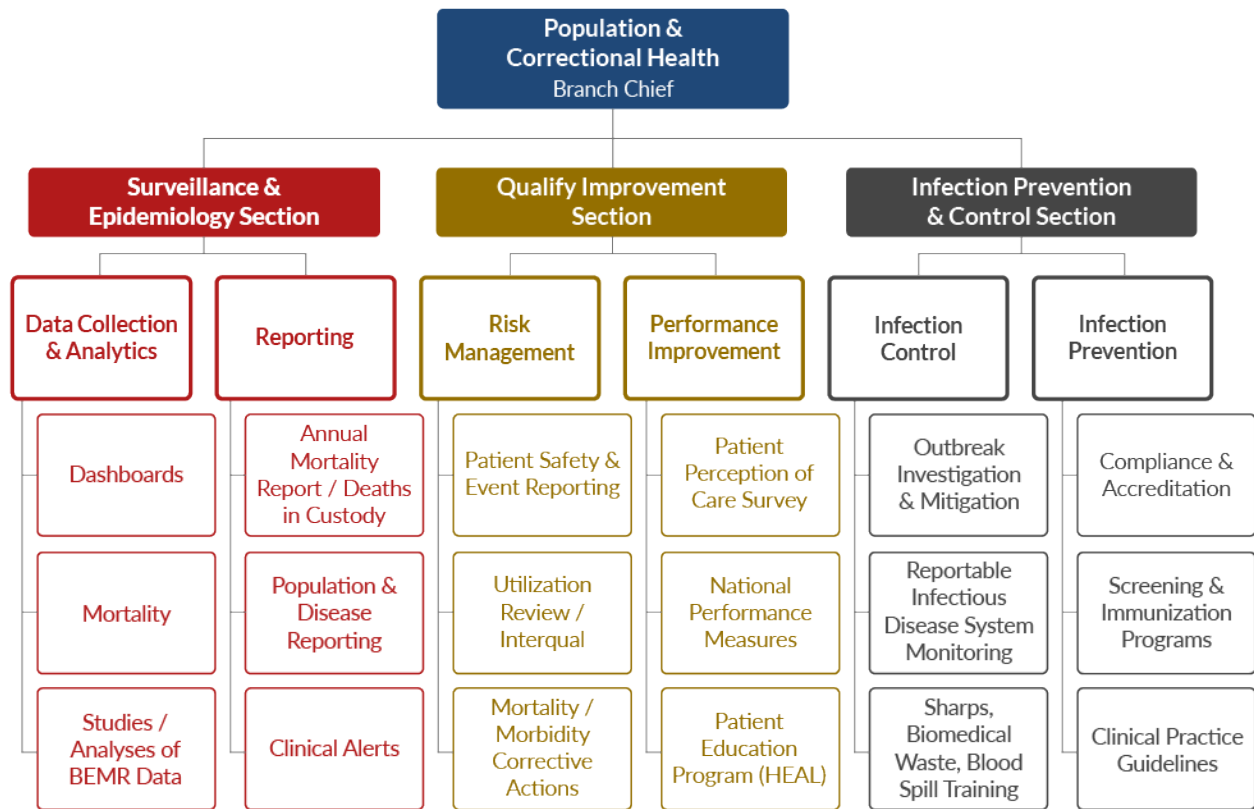 Population &
Correctional Health
Branch Chief
Surveillance &
Epidemiology Section
Qualify Improvement
Section
Infection Prevention
& Control Section
Data Collection
& Analytics
Reporting
Risk
Management
Performance
Improvement
Infection
Control
Infection
Prevention
Dashboards
Annual
Mortality
Report / Deaths
in Custody
Patient Safety &
Event Reporting
Patient
Perception of
Care Survey
Outbreak
Investigation
& Mitigation
Compliance &
Accreditation
Mortality
Population &
Disease
Reporting
Utilization
Review /
Interqual
National
Performance
Measures
Reportable
Infectious
Disease System
Monitoring
Screening &
Immunization
Programs
Studies /
Analyses of
BEMR Data
Clinical Alerts
Mortality /
Morbidity
Corrective
Actions
Patient
Education
Program (HEAL)
Sharps,
Biomedical
Waste, Blood
Spill Training
Clinical Practice
Guidelines